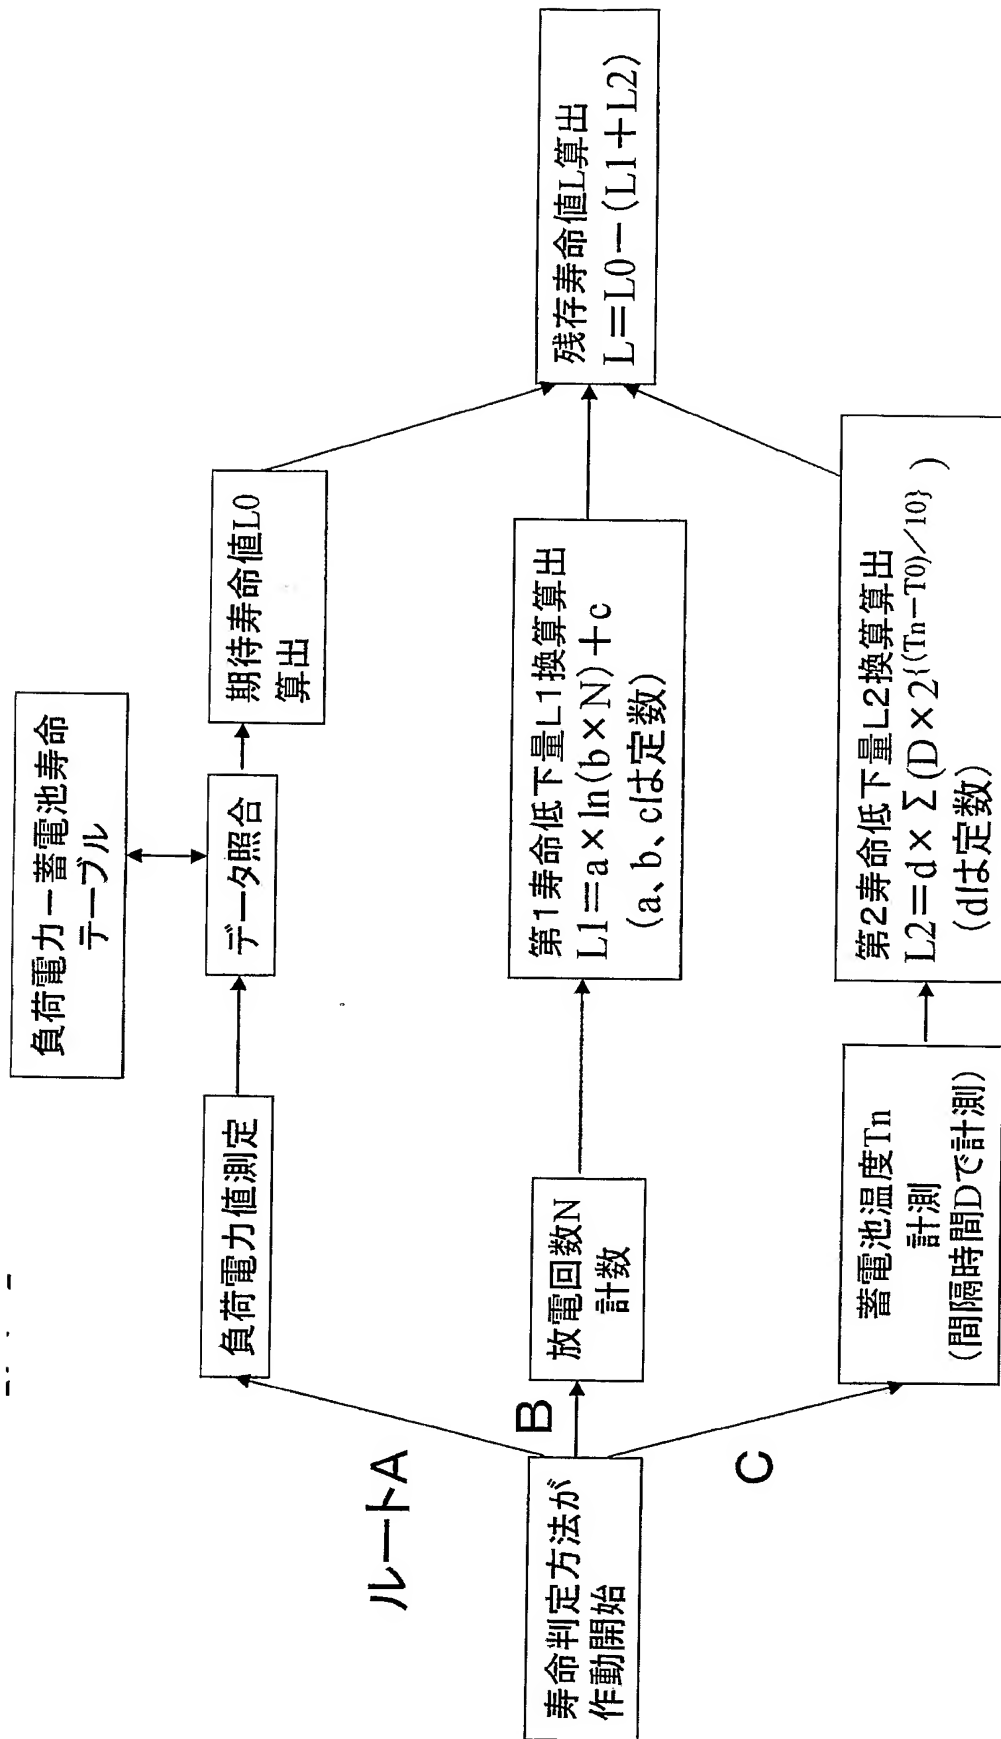 寿命判定方法が
作動開始
ルートA
B
C
負荷電力値測定
データ照合
負荷電力ー蓄電池寿命
テーブル
期待寿命値L0
算出
放電回数N
計数
第1寿命低下量L1換算算出
L1=a×ln(b×N)+c
(a、b、cは定数)
蓄電池温度Tn
計測
(間隔時間Dで計測)
第2寿命低下量L2換算算出
L2=d×Σ(D×2{(Tn-T0)/10})
(dは定数)
残存寿命値L算出
L=L0-(L1+L2)